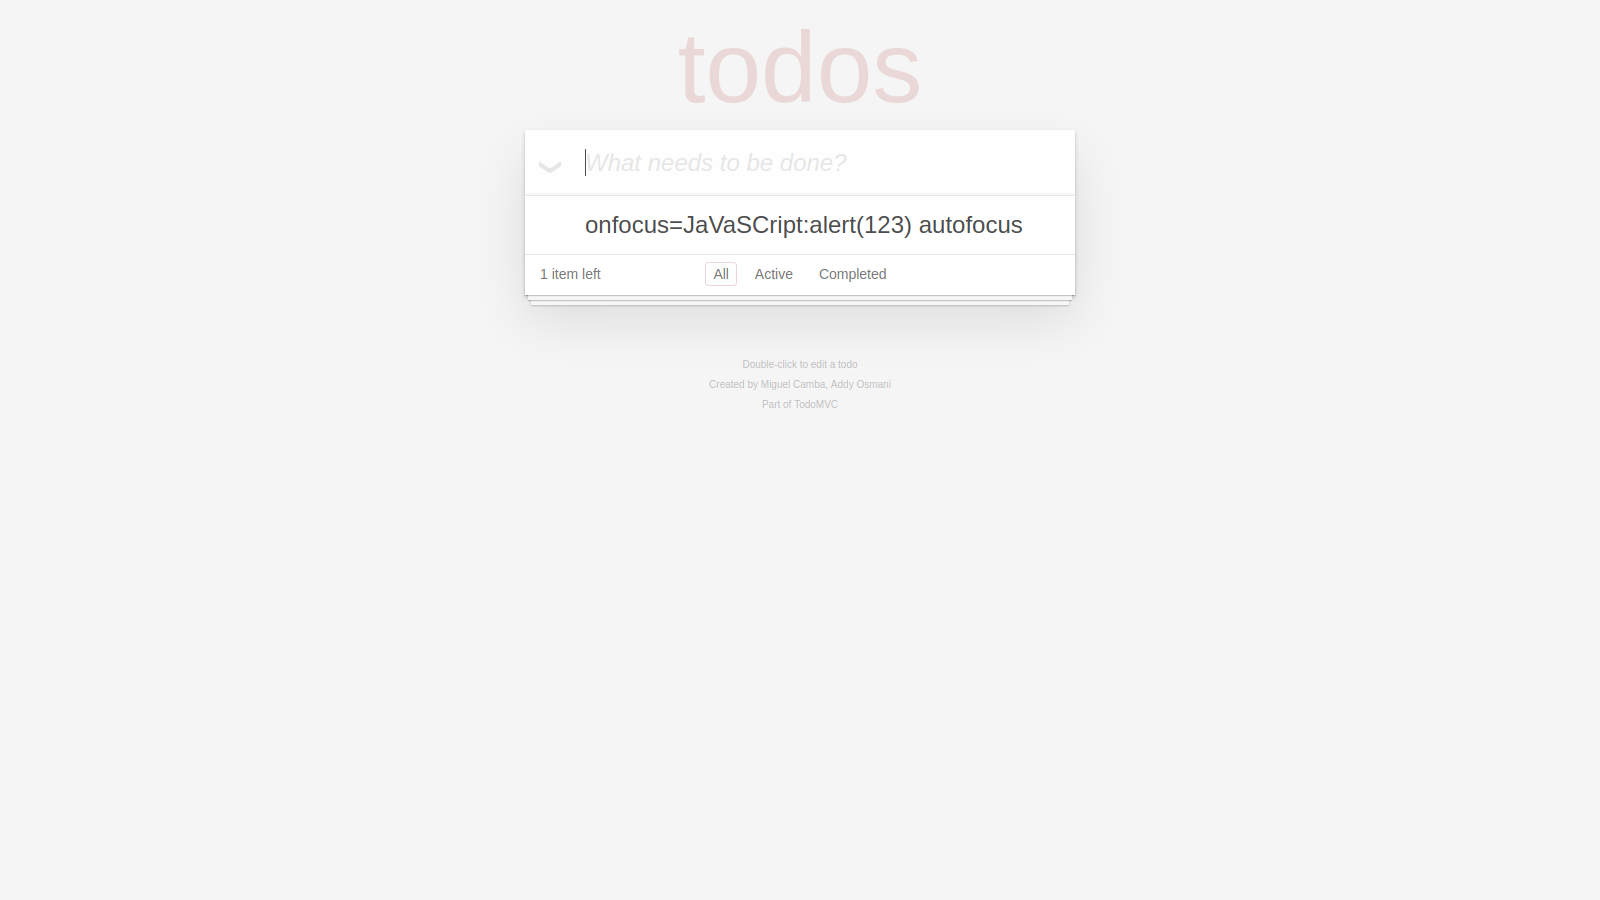 todos
What needs to be done?
onfocus=JaVaSCript:alert(123) autofocus
1 item left All Active Completed
Double-click to edit a todo
Created by Miguel Camba, Addy Osmani
Part of TodoMVC